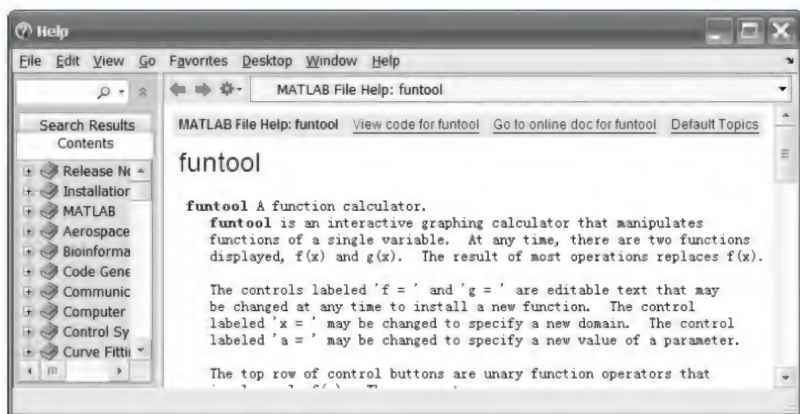 Help
File Edit View Go Favorites Desktop Window Help
MATLAB File Help: funtool
Search Results
Contents
Release No
Installation
MATLAB
Aerospace
Bioinforma
Code Gene
Communic
Computer
Control Sy
Curve Fittin
MATLAB File Help: funtool View code for funtool Go to online doc for funtool Default Topics
funtool
funtool A function calculator.
funtool is an interactive graphing calculator that manipulates
functions of a single variable. At any time, there are two functions
displayed, f(x) and g(x). The result of most operations replaces f(x).
The controls labeled 'f = ' and 'g = ' are editable text that may
be changed at any time to install a new function. The control
labeled 'x = ' may be changed to specify a new domain. The control
labeled 'a = ' may be changed to specify a new value of a parameter.
The top row of control buttons are unary function operators that